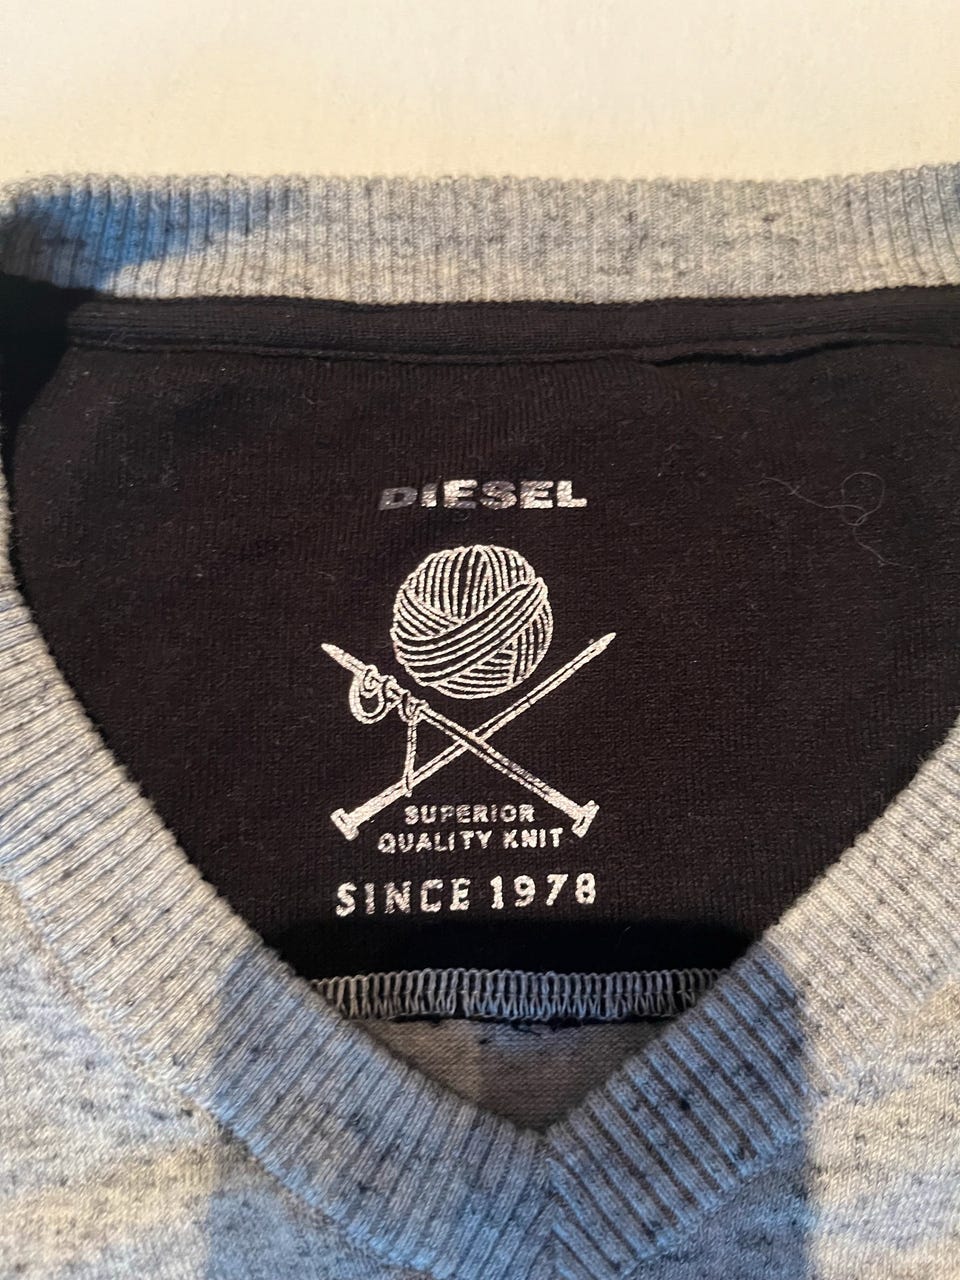 DIESEL
SUPERIOR
QUALITY KNIT
SINCE 1978